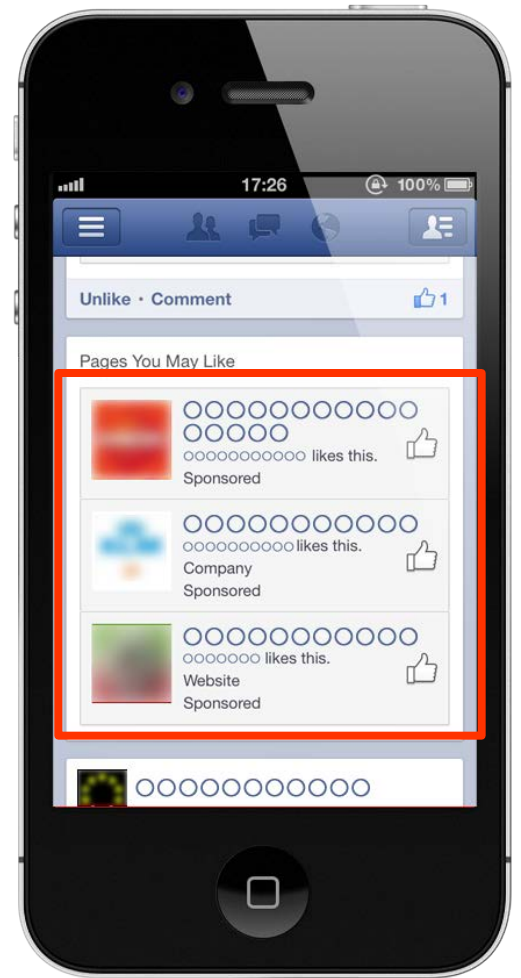 17:26
100%
Unlike · Comment
1
Pages You May Like
○○○○○○○○○○○
○○○○○
○○○○○○○○○○○ likes this.
Sponsored
○○○○○○○○○○○
○○○○○○○○○○ likes this.
Company
Sponsored
○○○○○○○○○○○
○○○○○○○ likes this.
Website
Sponsored
○○○○○○○○○○○